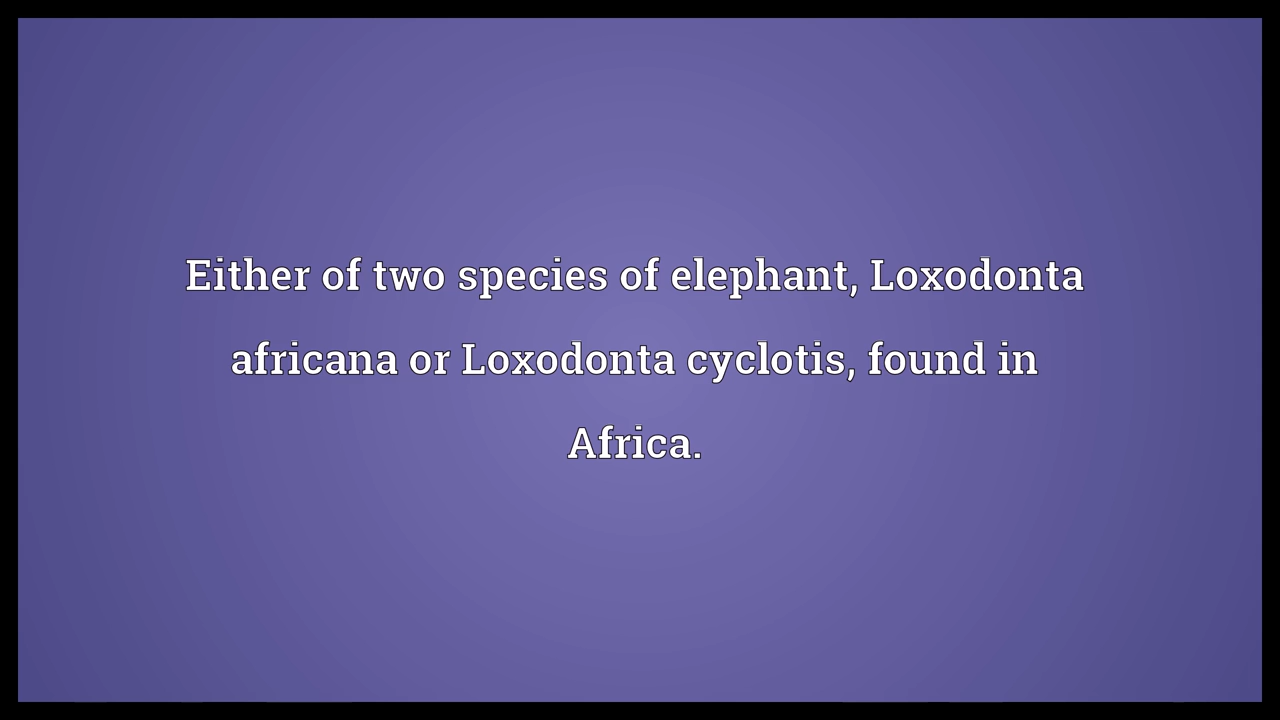 Either of two species of elephant, Loxodonta
africana or Loxodonta cyclotis, found in
Africa.